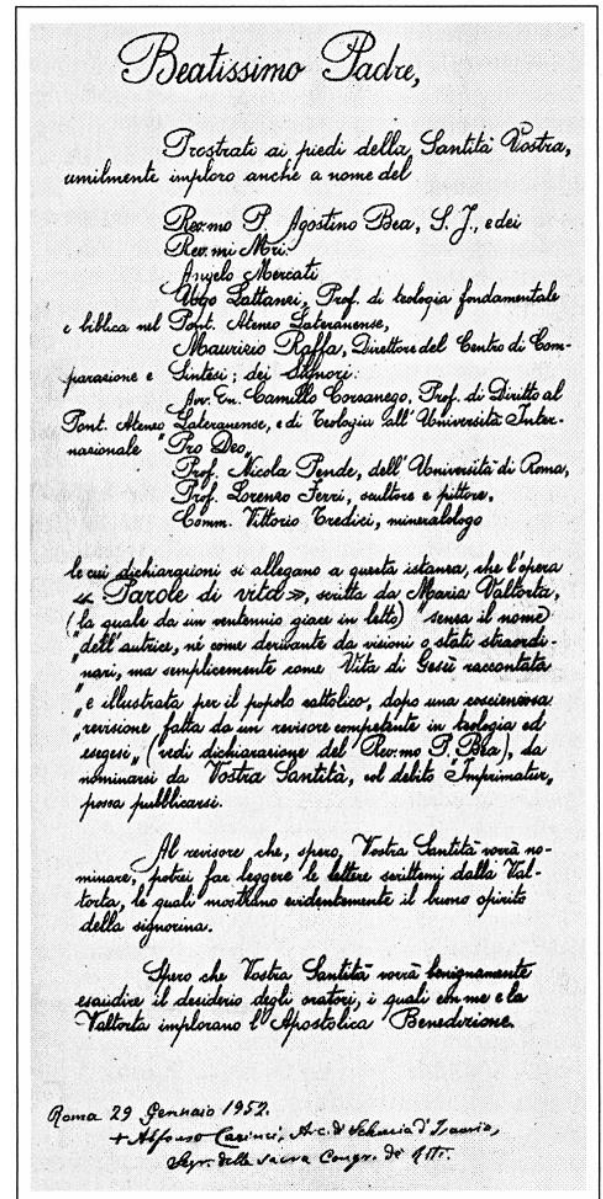 Beatissimo Padre,
Prostrati ai piedi della Santità Vostra,
umilmente imploro anche a nome del
Rev.mo P. Agostino Bea, S. J., e dei
Rev.mi Mri:
Angelo Mercati
Ugo Lattanzi, Prof. di teologia fondamentale
e biblica nel Pont. Ateneo Lateranense,
Maurizio Raffa, Direttore del Centro di Com-
parazione e Sintesi; dei Signori:
Avv. En. Camillo Corsanego, Prof. di Diritto al
Pont. Ateneo Lateranense, e di Teologia all'Università Inter-
nazionale "Pro Deo„
Prof. Nicola Pende, dell'Università di Roma,
Prof. Lorenzo Ferri, scultore e pittore,
Comm. Vittorio Tredici, mineralologo
le cui dichiarazioni si allegano a questa istanza, che l'opera
« Parole di vita », scritta da Maria Valtorta,
(la quale da un ventennio giace in letto) "senza il nome
"dell'autrice, né come derivante da visioni o stati straordi-
"nari, ma semplicemente come Vita di Gesù raccontata
"e illustrata per il popolo cattolico, dopo una coscienziosa
"revisione fatta da un revisore competente in teologia ed
esegesi„ (vedi dichiarazione del Rev.mo P. Bea), da
nominarsi da Vostra Santità, col debito "Imprimatur„
possa pubblicarsi.
Al revisore che, spero, Vostra Santità vorrà no-
minare, potrei far leggere le lettere scrittemi dalla Val-
torta, le quali mostrano evidentemente il buono spirito
della signorina.
Spero che Vostra Santità vorrà benignamente
esaudire il desiderio degli oratori, i quali con me e la
Valtorta implorano l'Apostolica Benedizione.
Roma 29 Gennaio 1952.
+ Alfonso Carinci, Arc. di Seleucia d'Isauria,
Segr. della sacra Congr. dei Riti.